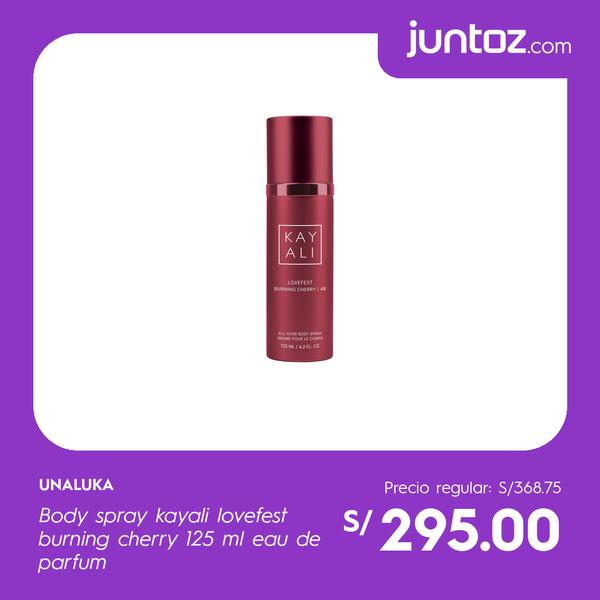 juntoz.com
KAY
ALI
LOVEFEST
BURNING CHERRY | 48
ALL OVER BODY SPRAY
BRUME POUR LE CORPS
125 ML / 4.2 FL. OZ
UNALUKA
Body spray kayali lovefest
burning cherry 125 ml eau de
parfum
Precio regular: S/368.75
S/ 295.00